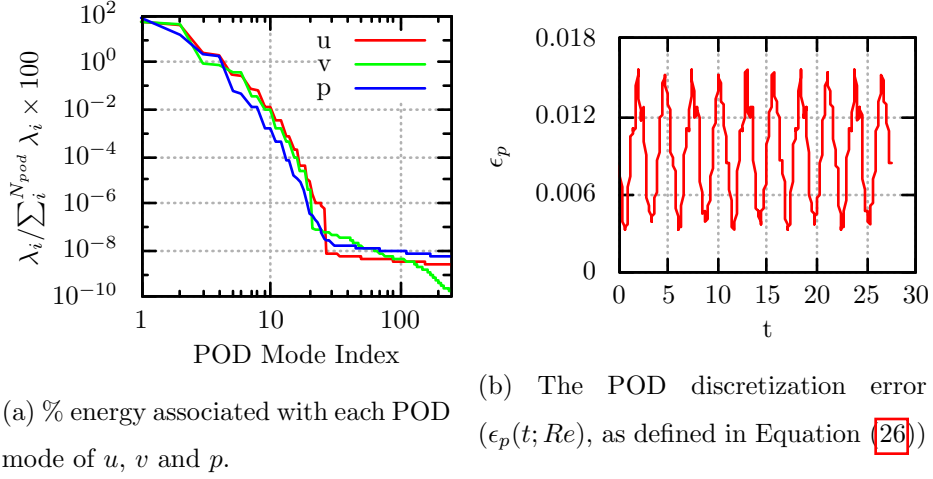 10^2
10^0
10^-2
10^-4
10^-6
10^-8
10^-10
λ_i/∑_i^{N_pod} λ_i × 100
u
v
p
1
10
100
POD Mode Index
(a) % energy associated with each POD
mode of u, v and p.
0.018
0.012
0.006
0
ϵ_p
0 5 10 15 20 25 30
t
(b) The POD discretization error
(ϵ_p(t; Re), as defined in Equation (26))